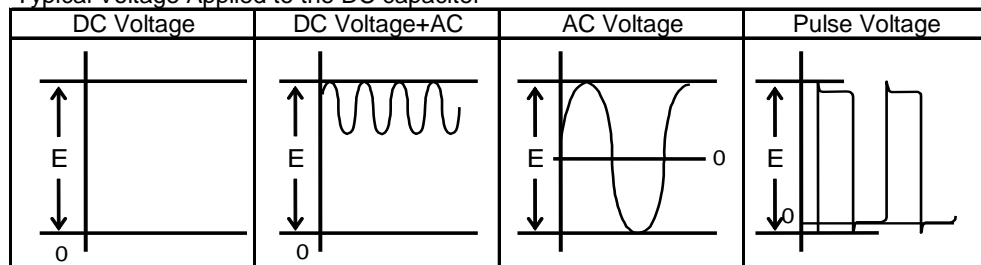 Typical Voltage Applied to the DC capacitor
DC Voltage
DC Voltage+AC
AC Voltage
Pulse Voltage
E
0
E
0
E
0
E
0